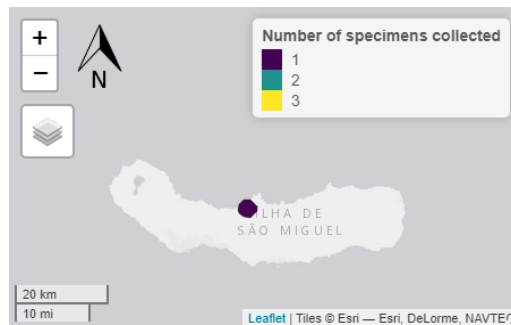 +
−
N
Number of specimens collected
1
2
3
ILHA DE
SÃO MIGUEL
20 km
10 mi
Leaflet | Tiles © Esri — Esri, DeLorme, NAVTEQ